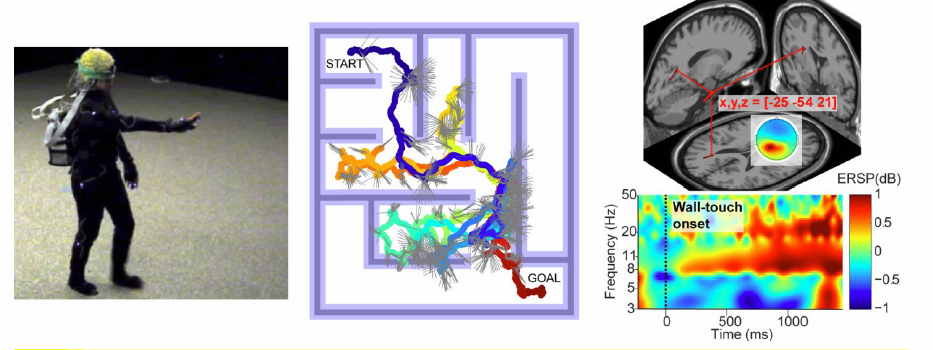 START
GOAL
x,y,z = [-25 -54 21]
ERSP(dB)
Wall-touch
onset
Frequency (Hz)
50
20
11
8
5
3
0
500
1000
Time (ms)
1
0.5
0
−0.5
−1